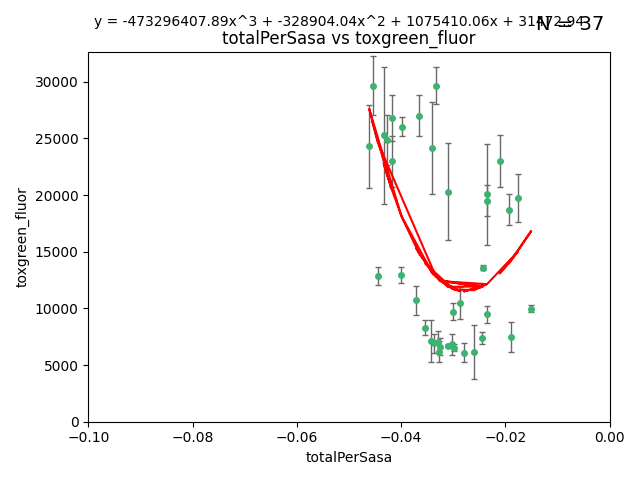 y = -473296407.89x^3 + -328904.04x^2 + 1075410.06x +
N = 37
totalPerSasa vs toxgreen_fluor
30000
25000
20000
15000
10000
5000
0
toxgreen_fluor
−0.10 −0.08 −0.06 −0.04 −0.02 0.00
totalPerSasa